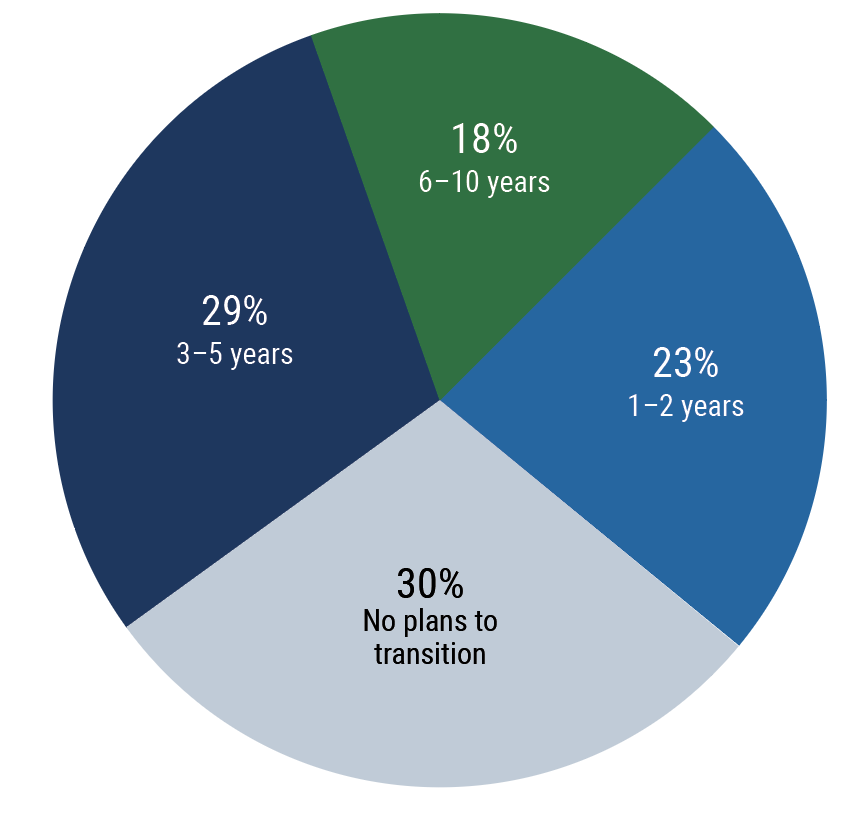 18%
6–10 years
29%
3–5 years
23%
1–2 years
30%
No plans to
transition